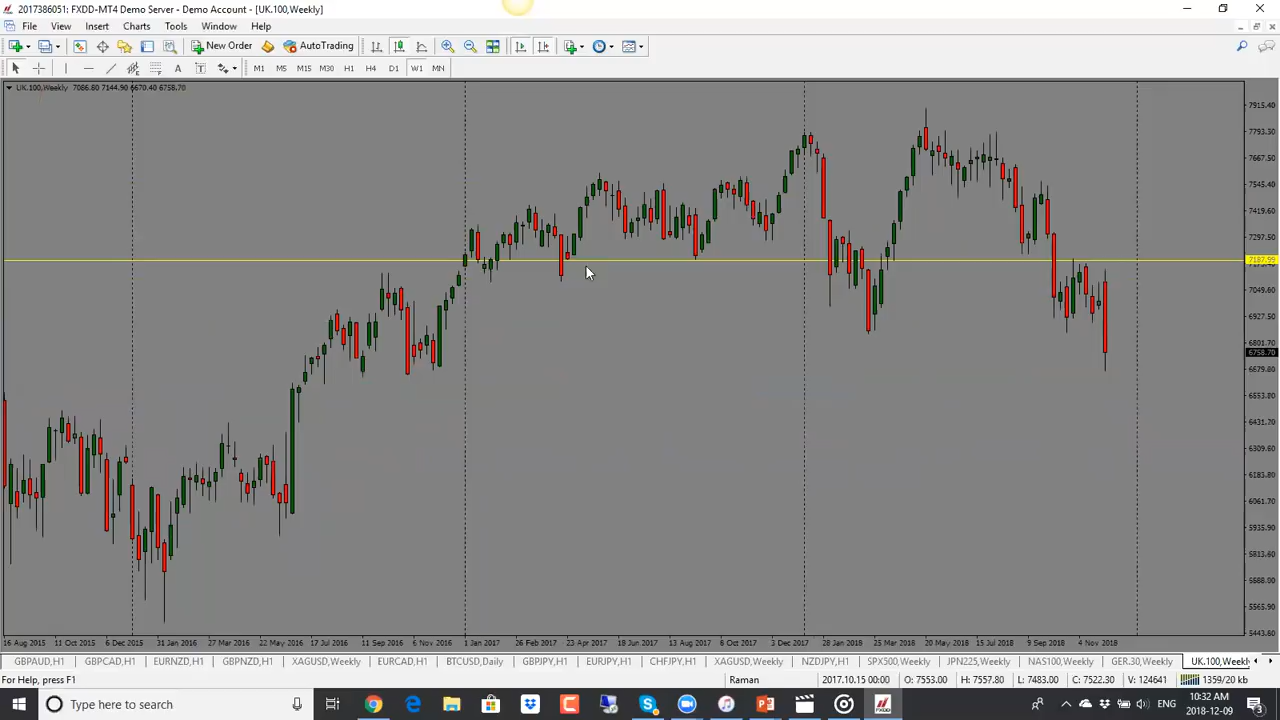 2017386051: FXDD-MT4 Demo Server - Demo Account - [UK.100,Weekly]
File View Insert Charts Tools Window Help
New Order AutoTrading
M1 M5 M15 M30 H1 H4 D1 W1 MN
UK.100,Weekly 7086.80 7144.90 6670.40 6758.70
7915.40
7793.30
7667.50
7545.40
7419.60
7297.50
7187.99
7049.60
6927.50
6801.70
6758.70
6679.80
6553.80
6431.70
6309.60
6183.80
6061.70
5935.90
5813.80
5688.00
5565.90
5443.80
16 Aug 2015 11 Oct 2015 6 Dec 2015 31 Jan 2016 27 Mar 2016 22 May 2016 17 Jul 2016 11 Sep 2016 6 Nov 2016 1 Jan 2017 26 Feb 2017 23 Apr 2017 18 Jun 2017 13 Aug 2017 8 Oct 2017 3 Dec 2017 28 Jan 2018 25 Mar 2018 20 May 2018 15 Jul 2018 9 Sep 2018 4 Nov 2018
GBPAUD,H1 GBPCAD,H1 EURNZD,H1 GBPNZD,H1 XAGUSD,Weekly EURCAD,H1 BTCUSD,Daily GBPJPY,H1 EURJPY,H1 CHFJPY,H1 XAGUSD,Weekly NZDJPY,H1 SPX500,Weekly JPN225,Weekly NAS100,Weekly GER.30,Weekly UK.100,Weekly
For Help, press F1 Raman 2017.10.15 00:00 O: 7553.00 H: 7557.80 L: 7483.00 C: 7522.30 V: 124641 1359/20 kb
Type here to search
ENG
10:32 AM
2018-12-09